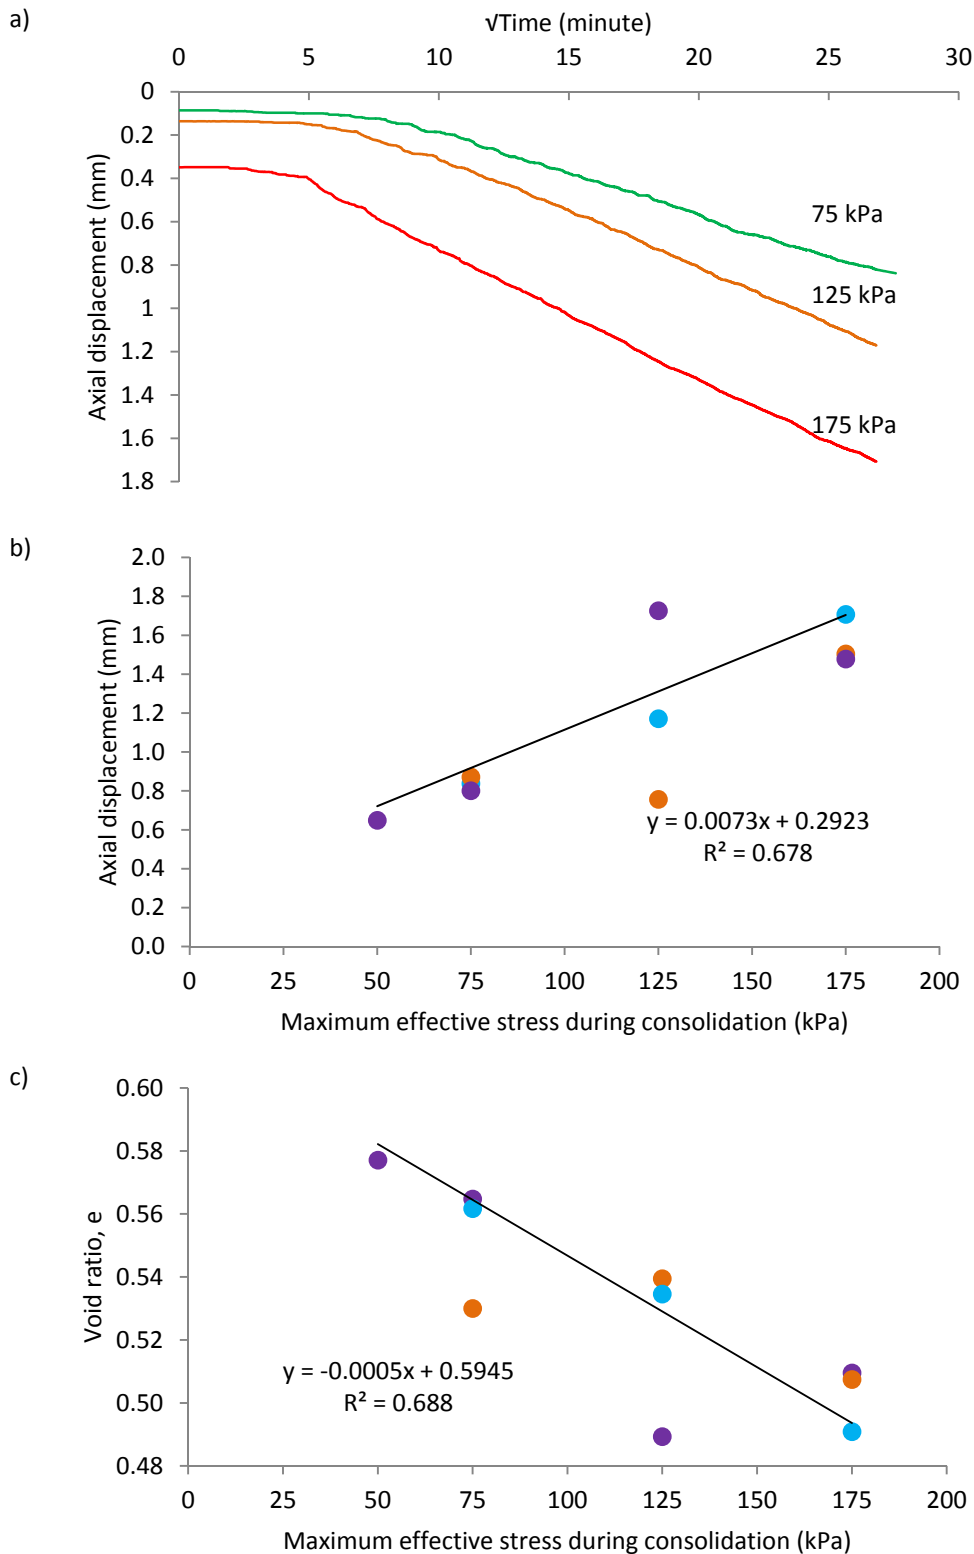 a)
√Time (minute)
0 5 10 15 20 25 30
0
0.2
0.4
0.6
0.8
1
1.2
1.4
1.6
1.8
Axial displacement (mm)
75 kPa
125 kPa
175 kPa
b)
2.0
1.8
1.6
1.4
1.2
1.0
0.8
0.6
0.4
0.2
0.0
Axial displacement (mm)
y = 0.0073x + 0.2923
R² = 0.678
0 25 50 75 100 125 150 175 200
Maximum effective stress during consolidation (kPa)
c)
0.60
0.58
0.56
0.54
0.52
0.50
0.48
Void ratio, e
y = -0.0005x + 0.5945
R² = 0.688
0 25 50 75 100 125 150 175 200
Maximum effective stress during consolidation (kPa)